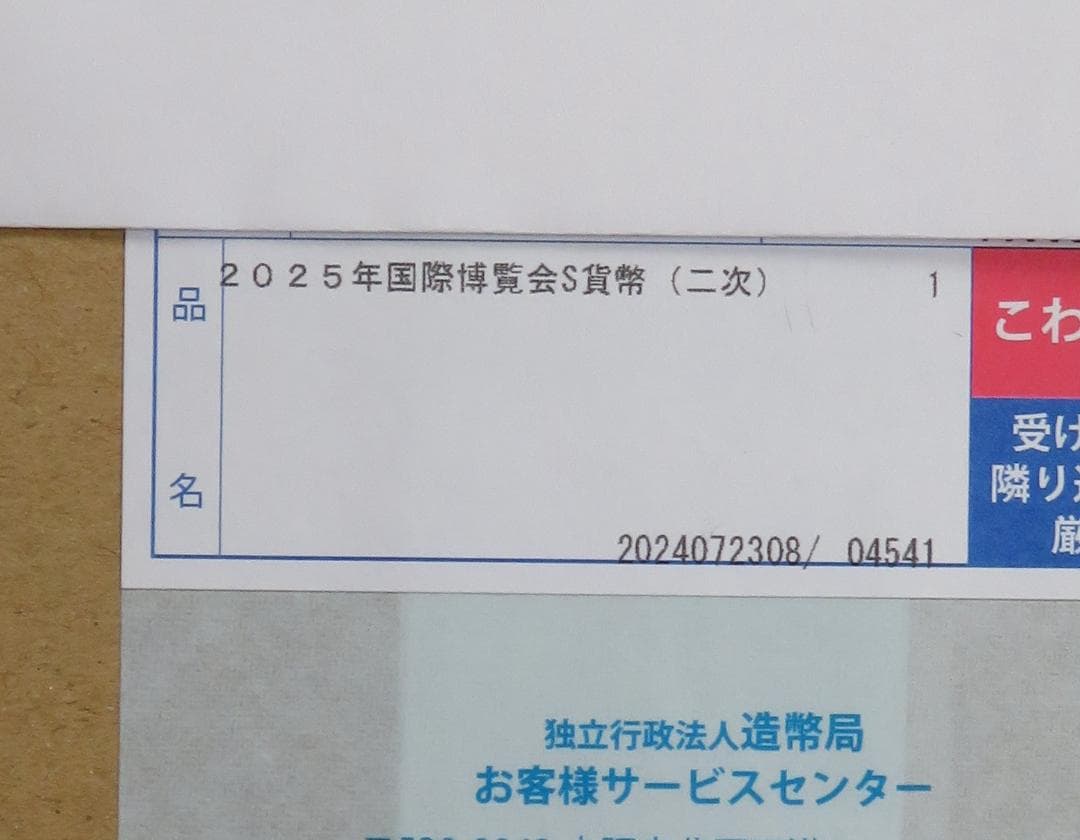 品名
2025年国際博覧会S貨幣（二次） 1
2024072308/ 04541
こわ
受け
隣り
厳
独立行政法人造幣局
お客様サービスセンター